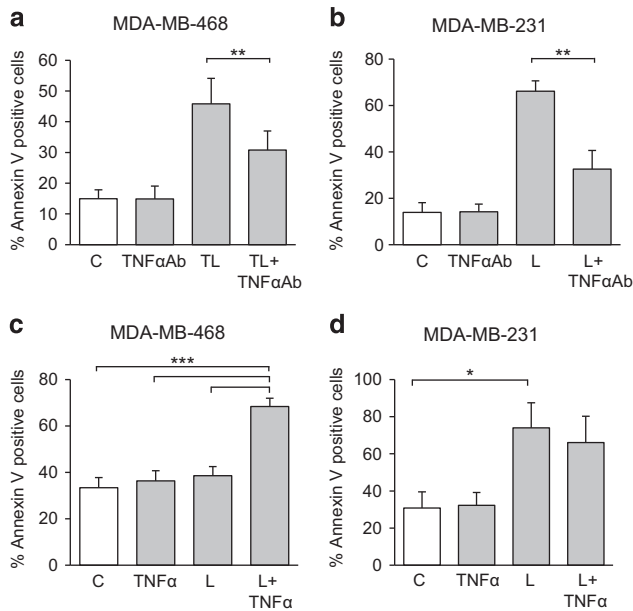 a
MDA-MB-468
% Annexin V positive cells
60
50
40
30
20
10
0
**
C TNFαAb TL TL+
TNFαAb
b
MDA-MB-231
% Annexin V positive cells
80
60
40
20
0
**
C TNFαAb L L+
TNFαAb
c
MDA-MB-468
% Annexin V positive cells
80
60
40
20
0
***
C TNFα L L+
TNFα
d
MDA-MB-231
% Annexin V positive cells
100
80
60
40
20
0
*
C TNFα L L+
TNFα